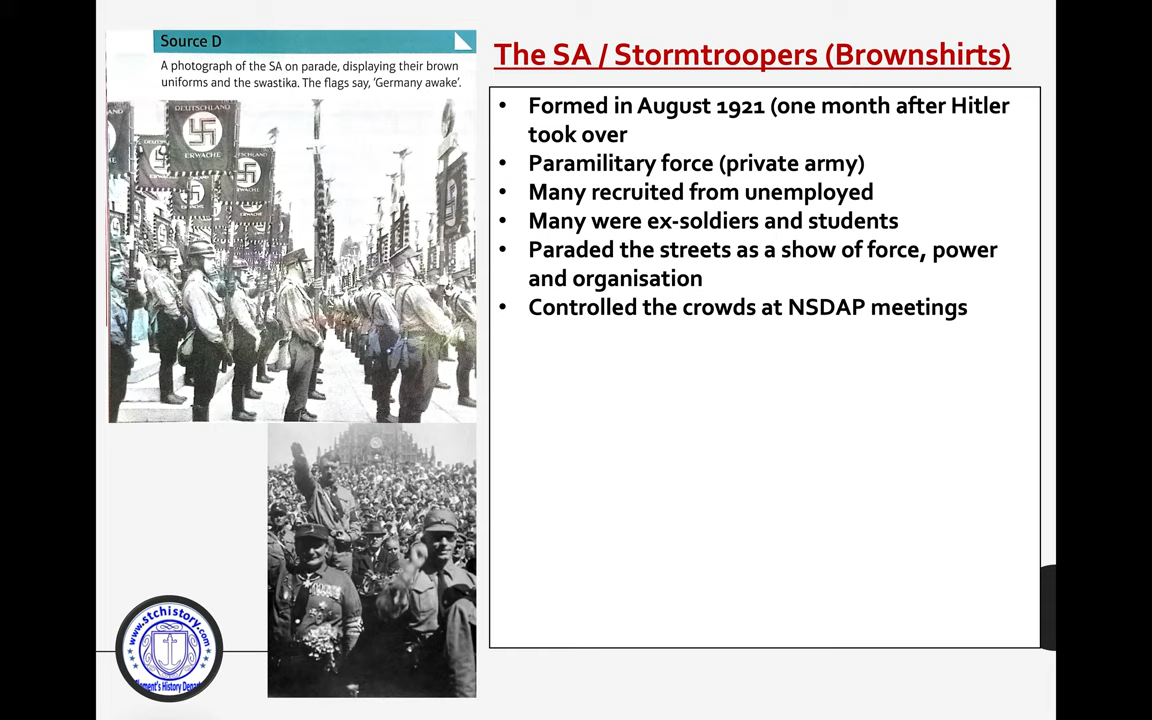 Source D
A photograph of the SA on parade, displaying their brown
uniforms and the swastika. The flags say, ‘Germany awake’.
DEUTSCHLAND
ERWACHE
The SA / Stormtroopers (Brownshirts)
• Formed in August 1921 (one month after Hitler
took over
• Paramilitary force (private army)
• Many recruited from unemployed
• Many were ex-soldiers and students
• Paraded the streets as a show of force, power
and organisation
• Controlled the crowds at NSDAP meetings
www.stchistory.com